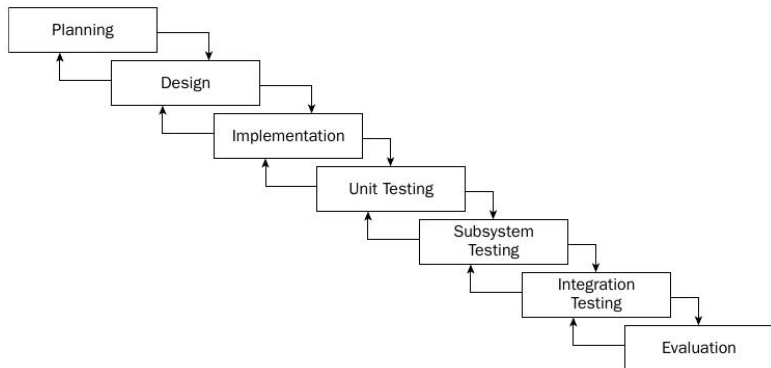 Planning
Design
Implementation
Unit Testing
Subsystem
Testing
Integration
Testing
Evaluation